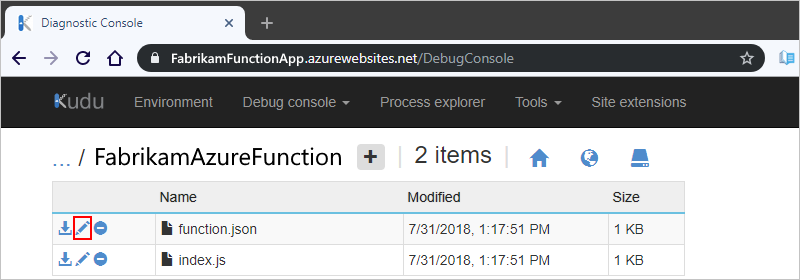 Diagnostic Console
FabrikamFunctionApp.azurewebsites.net/DebugConsole
Kudu Environment Debug console Process explorer Tools Site extensions
... / FabrikamAzureFunction + | 2 items |
Name Modified Size
function.json 7/31/2018, 1:17:51 PM 1 KB
index.js 7/31/2018, 1:17:51 PM 1 KB